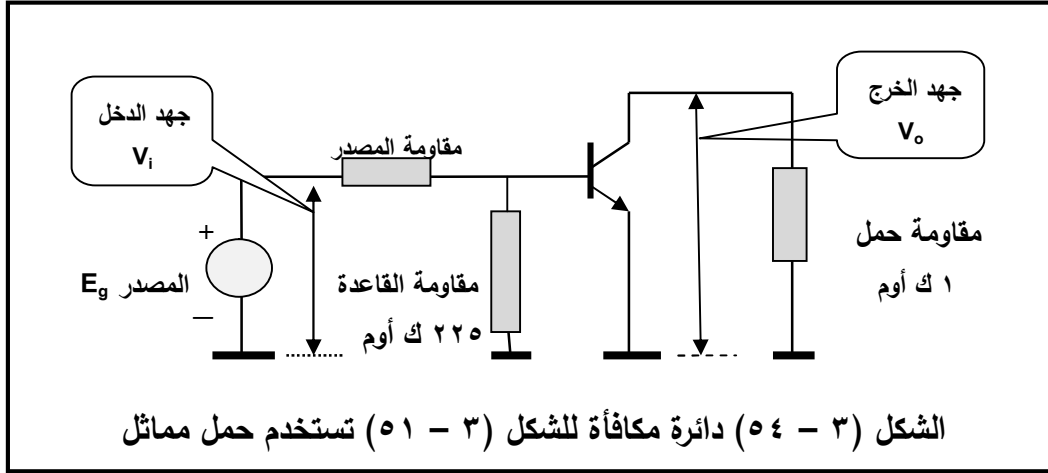 جهد الدخل
Vi
جهد الخرج
Vo
مقاومة المصدر
+
المصدر Eg
—
مقاومة القاعدة
٢٢٥ ك أوم
مقاومة حمل
١ ك أوم
الشكل (٣ – ٥٤) دائرة مكافأة للشكل (٣ – ٥١) تستخدم حمل مماثل